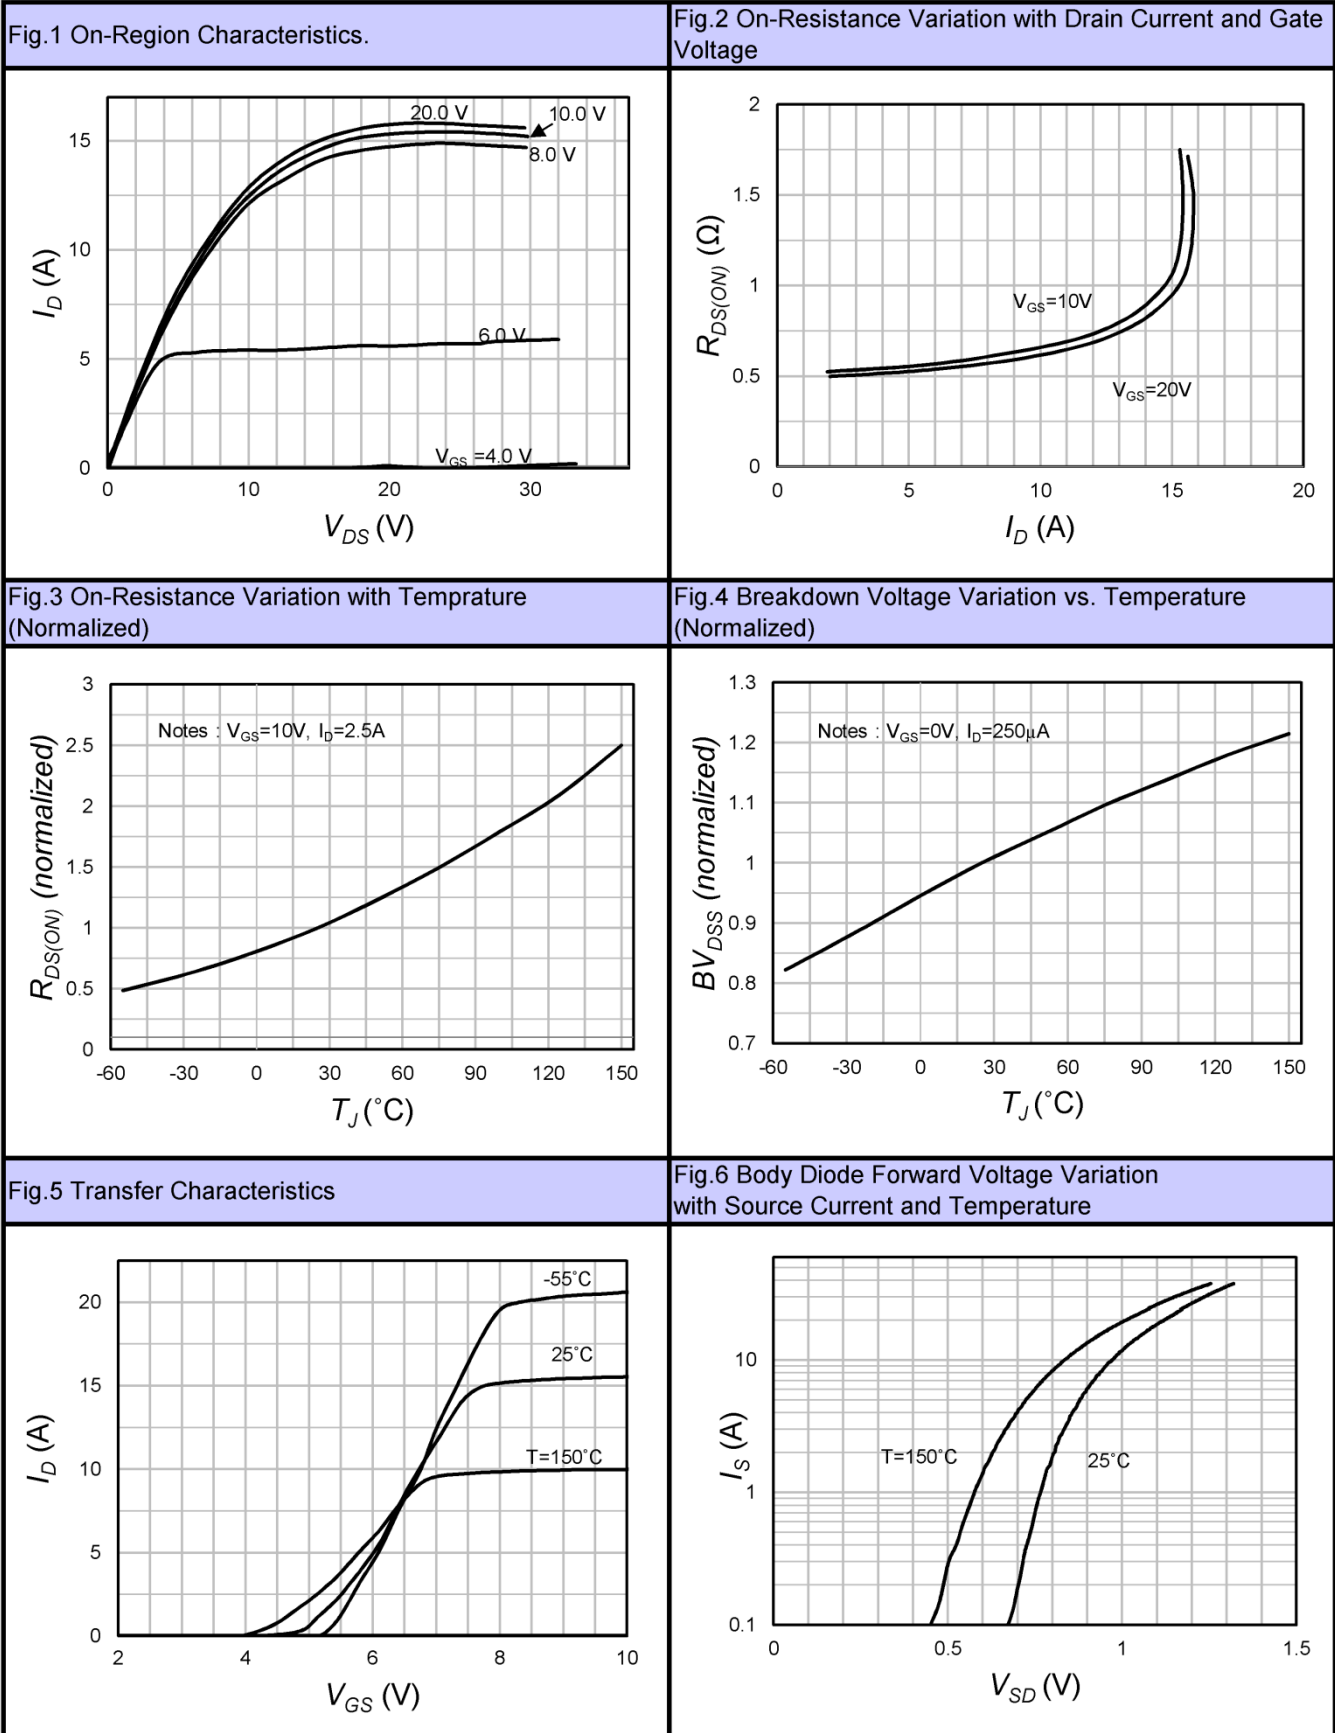 Fig.1 On-Region Characteristics.
Fig.2 On-Resistance Variation with Drain Current and Gate
Voltage
20.0 V
10.0 V
8.0 V
6.0 V
V_GS =4.0 V
15
10
5
0
0 10 20 30
I_D (A)
V_DS (V)
2
1.5
1
0.5
0
0 5 10 15 20
V_GS=10V
V_GS=20V
R_DS(ON) (Ω)
I_D (A)
Fig.3 On-Resistance Variation with Temprature
(Normalized)
Fig.4 Breakdown Voltage Variation vs. Temperature
(Normalized)
Notes : V_GS=10V, I_D=2.5A
3
2.5
2
1.5
1
0.5
0
-60 -30 0 30 60 90 120 150
R_DS(ON) (normalized)
T_J (˚C)
Notes : V_GS=0V, I_D=250μA
1.3
1.2
1.1
1
0.9
0.8
0.7
-60 -30 0 30 60 90 120 150
BV_DSS (normalized)
T_J (˚C)
Fig.5 Transfer Characteristics
Fig.6 Body Diode Forward Voltage Variation
with Source Current and Temperature
-55˚C
25˚C
T=150˚C
20
15
10
5
0
2 4 6 8 10
I_D (A)
V_GS (V)
T=150˚C
25˚C
10
1
0.1
0 0.5 1 1.5
I_S (A)
V_SD (V)